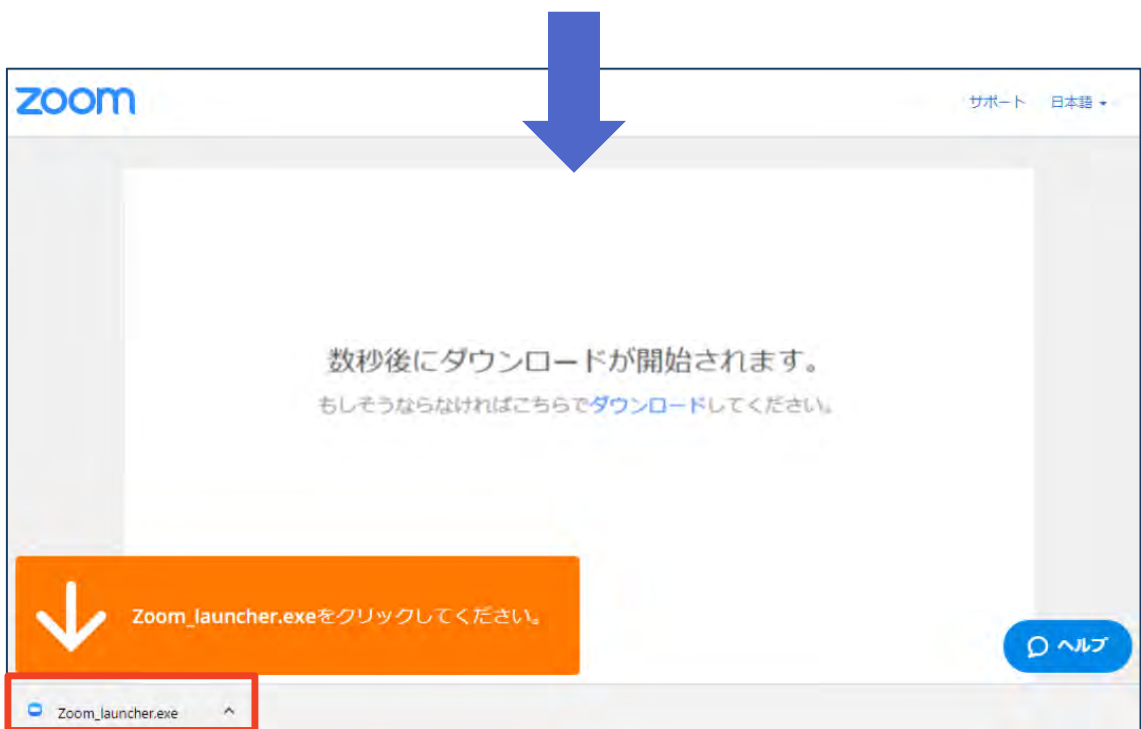 zoom
サポート 日本語
数秒後にダウンロードが開始されます。
もしそうならなければこちらでダウンロードしてください。
Zoom_launcher.exeをクリックしてください。
ヘルプ
Zoom_launcher.exe